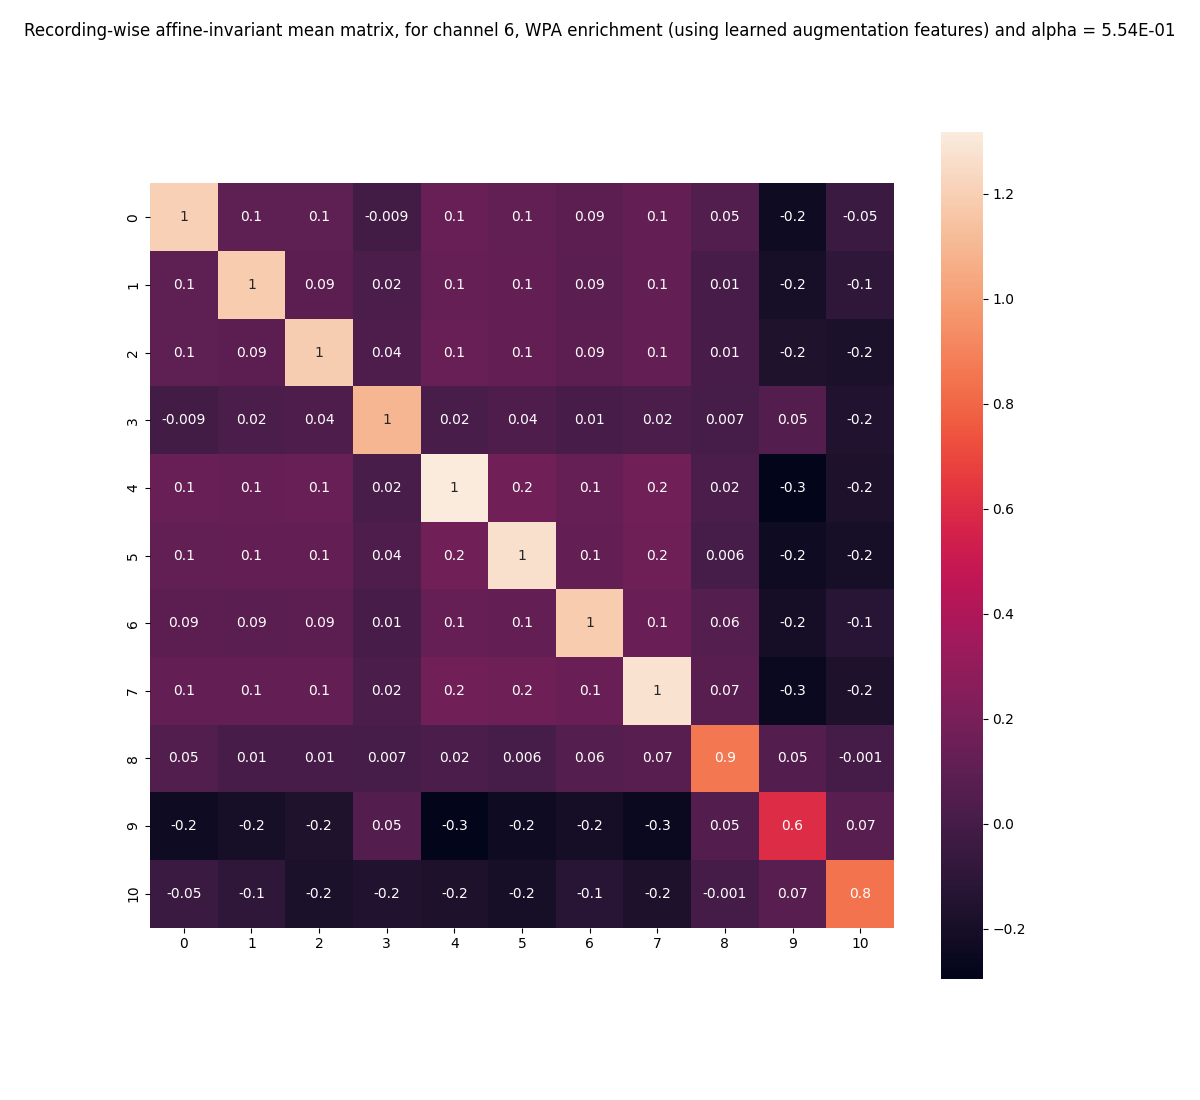 Recording-wise affine-invariant mean matrix, for channel 6, WPA enrichment (using learned augmentation features) and alpha = 5.54E-01
0 1 0.1 0.1 -0.009 0.1 0.1 0.09 0.1 0.05 -0.2 -0.05
1 0.1 1 0.09 0.02 0.1 0.1 0.09 0.1 0.01 -0.2 -0.1
2 0.1 0.09 1 0.04 0.1 0.1 0.09 0.1 0.01 -0.2 -0.2
3 -0.009 0.02 0.04 1 0.02 0.04 0.01 0.02 0.007 0.05 -0.2
4 0.1 0.1 0.1 0.02 1 0.2 0.1 0.2 0.02 -0.3 -0.2
5 0.1 0.1 0.1 0.04 0.2 1 0.1 0.2 0.006 -0.2 -0.2
6 0.09 0.09 0.09 0.01 0.1 0.1 1 0.1 0.06 -0.2 -0.1
7 0.1 0.1 0.1 0.02 0.2 0.2 0.1 1 0.07 -0.3 -0.2
8 0.05 0.01 0.01 0.007 0.02 0.006 0.06 0.07 0.9 0.05 -0.001
9 -0.2 -0.2 -0.2 0.05 -0.3 -0.2 -0.2 -0.3 0.05 0.6 0.07
10 -0.05 -0.1 -0.2 -0.2 -0.2 -0.2 -0.1 -0.2 -0.001 0.07 0.8
0 1 2 3 4 5 6 7 8 9 10
1.2
1.0
0.8
0.6
0.4
0.2
0.0
−0.2